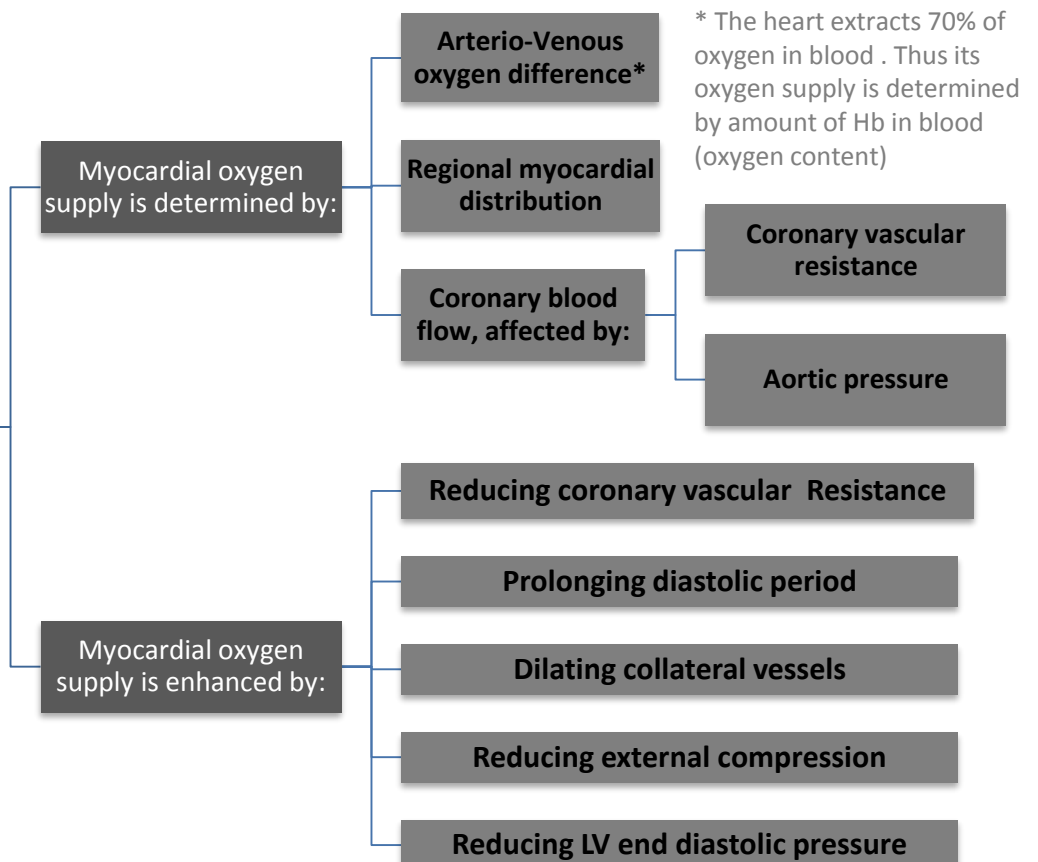 Myocardial oxygen
supply is determined by:
Arterio-Venous
oxygen difference*
* The heart extracts 70% of
oxygen in blood . Thus its
oxygen supply is determined
by amount of Hb in blood
(oxygen content)
Regional myocardial
distribution
Coronary blood
flow, affected by:
Coronary vascular
resistance
Aortic pressure
Myocardial oxygen
supply is enhanced by:
Reducing coronary vascular  Resistance
Prolonging diastolic period
Dilating collateral vessels
Reducing external compression
Reducing LV end diastolic pressure